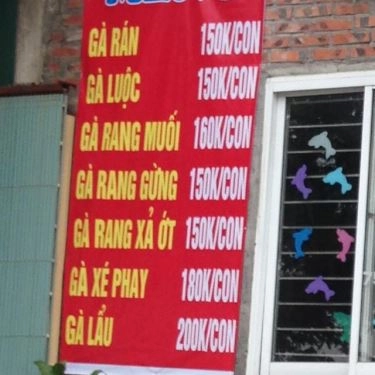 GÀ RÁN 150K/CON
GÀ LUỘC 150K/CON
GÀ RANG MUỐI 160K/CON
GÀ RANG GỪNG 150K/CON
GÀ RANG XẢ ỚT 150K/CON
GÀ XÉ PHAY 180K/CON
GÀ LẨU 200K/CON